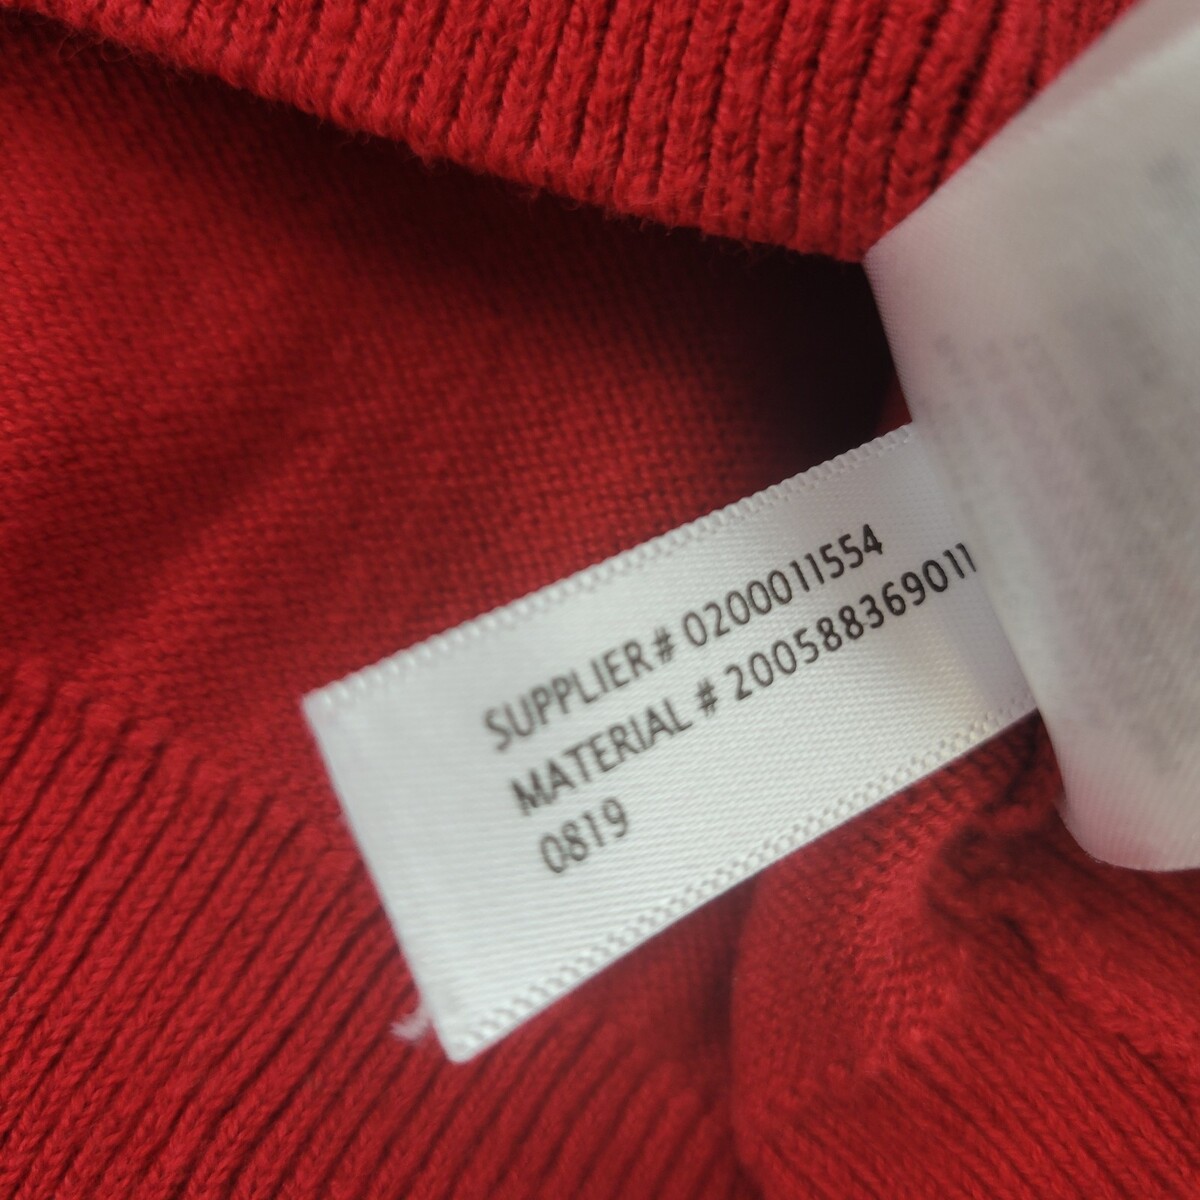 SUPPLIER# 0200011554
MATERIAL # 200588369011
0819